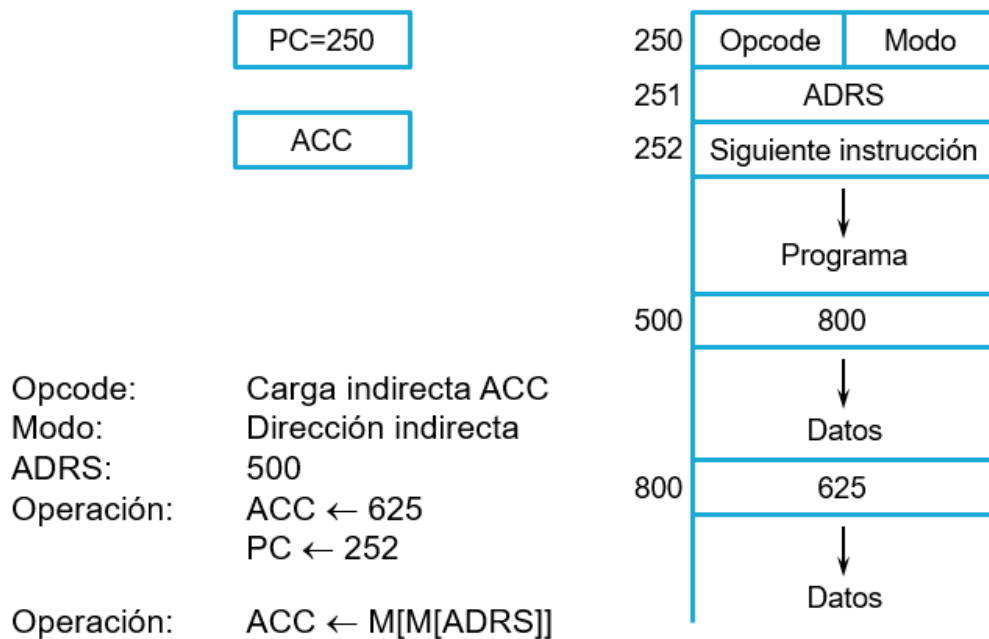 PC=250
ACC
250 Opcode Modo
251 ADRS
252 Siguiente instrucción
Programa
500 800
Datos
800 625
Datos
Opcode: Carga indirecta ACC
Modo: Dirección indirecta
ADRS: 500
Operación: ACC ← 625
PC ← 252
Operación: ACC ← M[M[ADRS]]